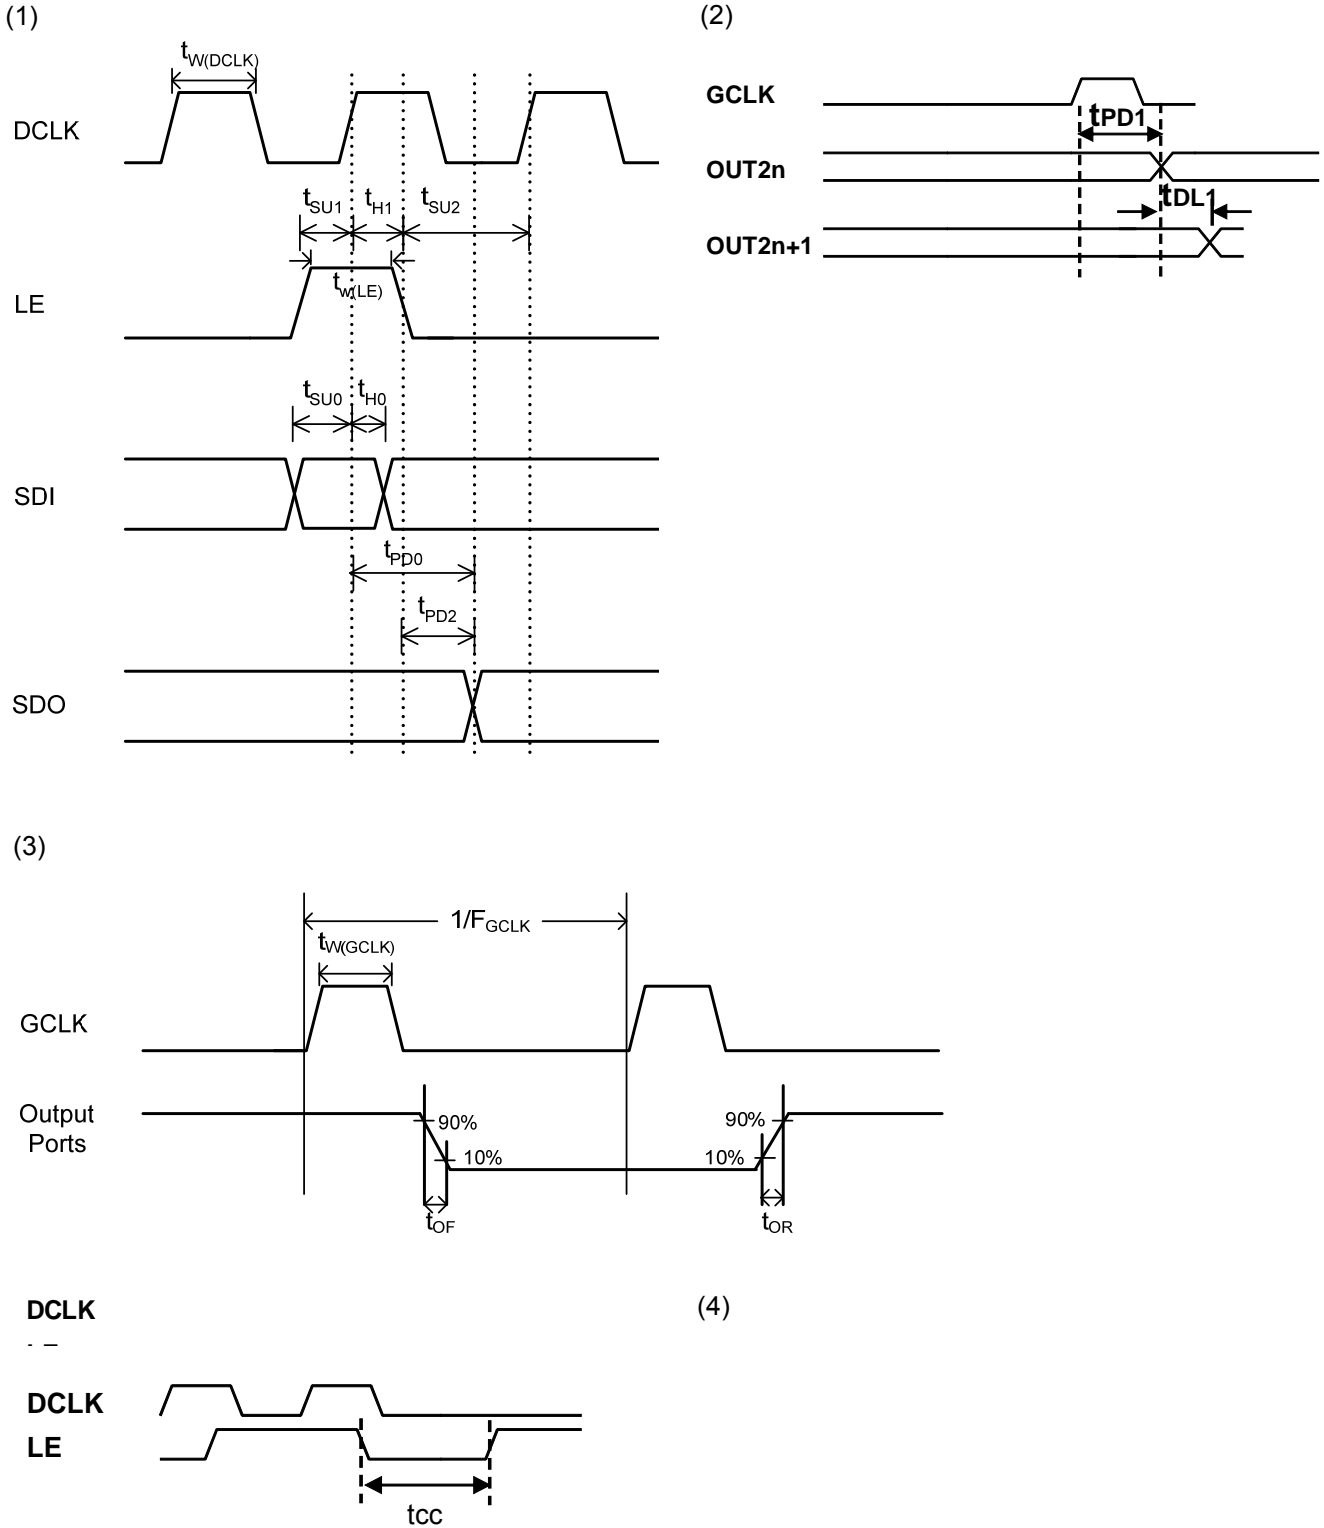 (1)
tW(DCLK)
DCLK
tSU1 tH1 tSU2
tw(LE)
LE
tSU0 tH0
SDI
tPD0
tPD2
SDO
(2)
GCLK
tPD1
OUT2n
tDL1
OUT2n+1
(3)
1/FGCLK
tW(GCLK)
GCLK
Output
Ports
90% 90%
10% 10%
tOF tOR
DCLK
(4)
DCLK
LE
tcc